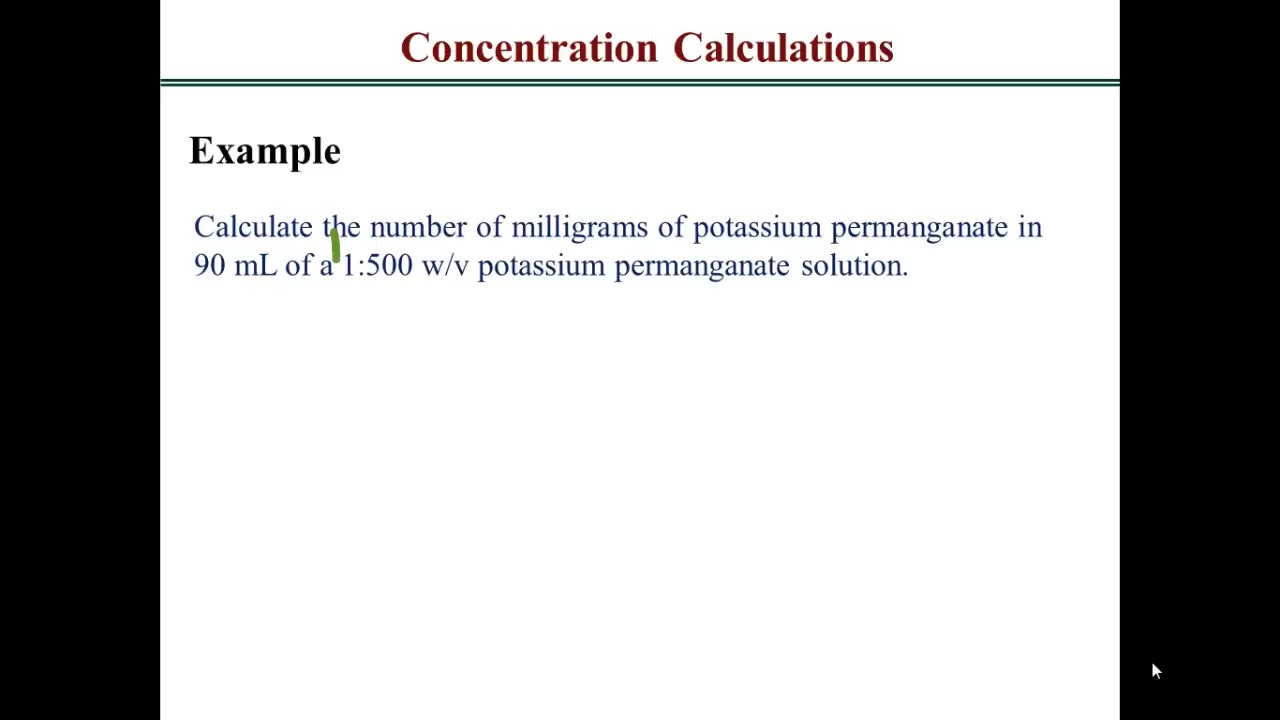 Concentration Calculations
Example
Calculate the number of milligrams of potassium permanganate in
90 mL of a 1:500 w/v potassium permanganate solution.